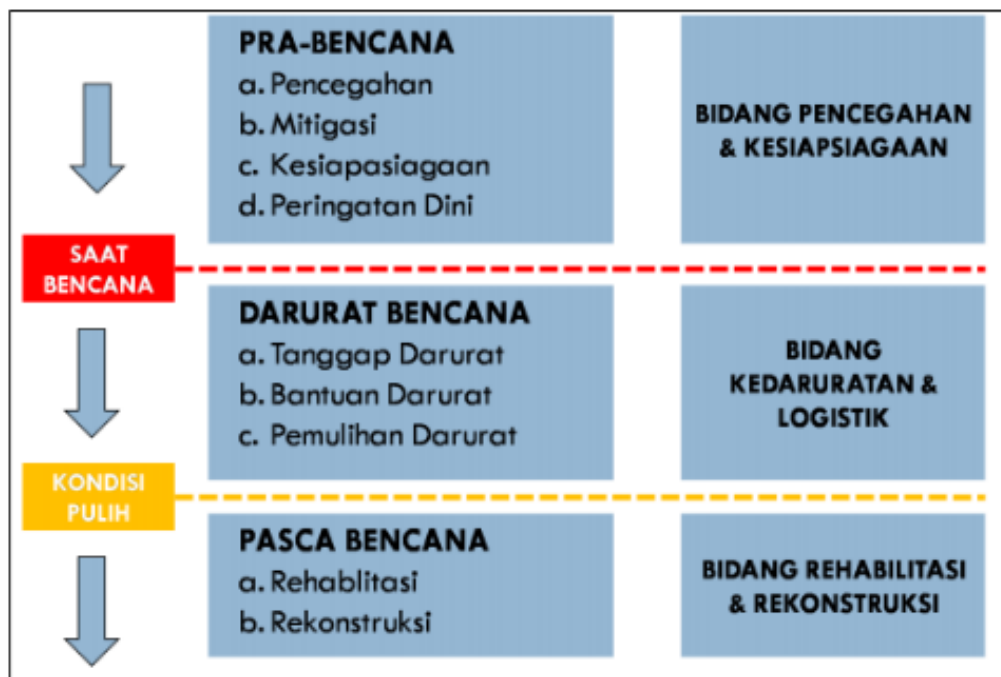 PRA-BENCANA
a. Pencegahan
b. Mitigasi
c. Kesiapasiagaan
d. Peringatan Dini
BIDANG PENCEGAHAN
& KESIAPSIAGAAN
SAAT
BENCANA
DARURAT BENCANA
a. Tanggap Darurat
b. Bantuan Darurat
c. Pemulihan Darurat
BIDANG
KEDARURATAN &
LOGISTIK
KONDISI
PULIH
PASCA BENCANA
a. Rehablitasi
b. Rekonstruksi
BIDANG REHABILITASI
& REKONSTRUKSI